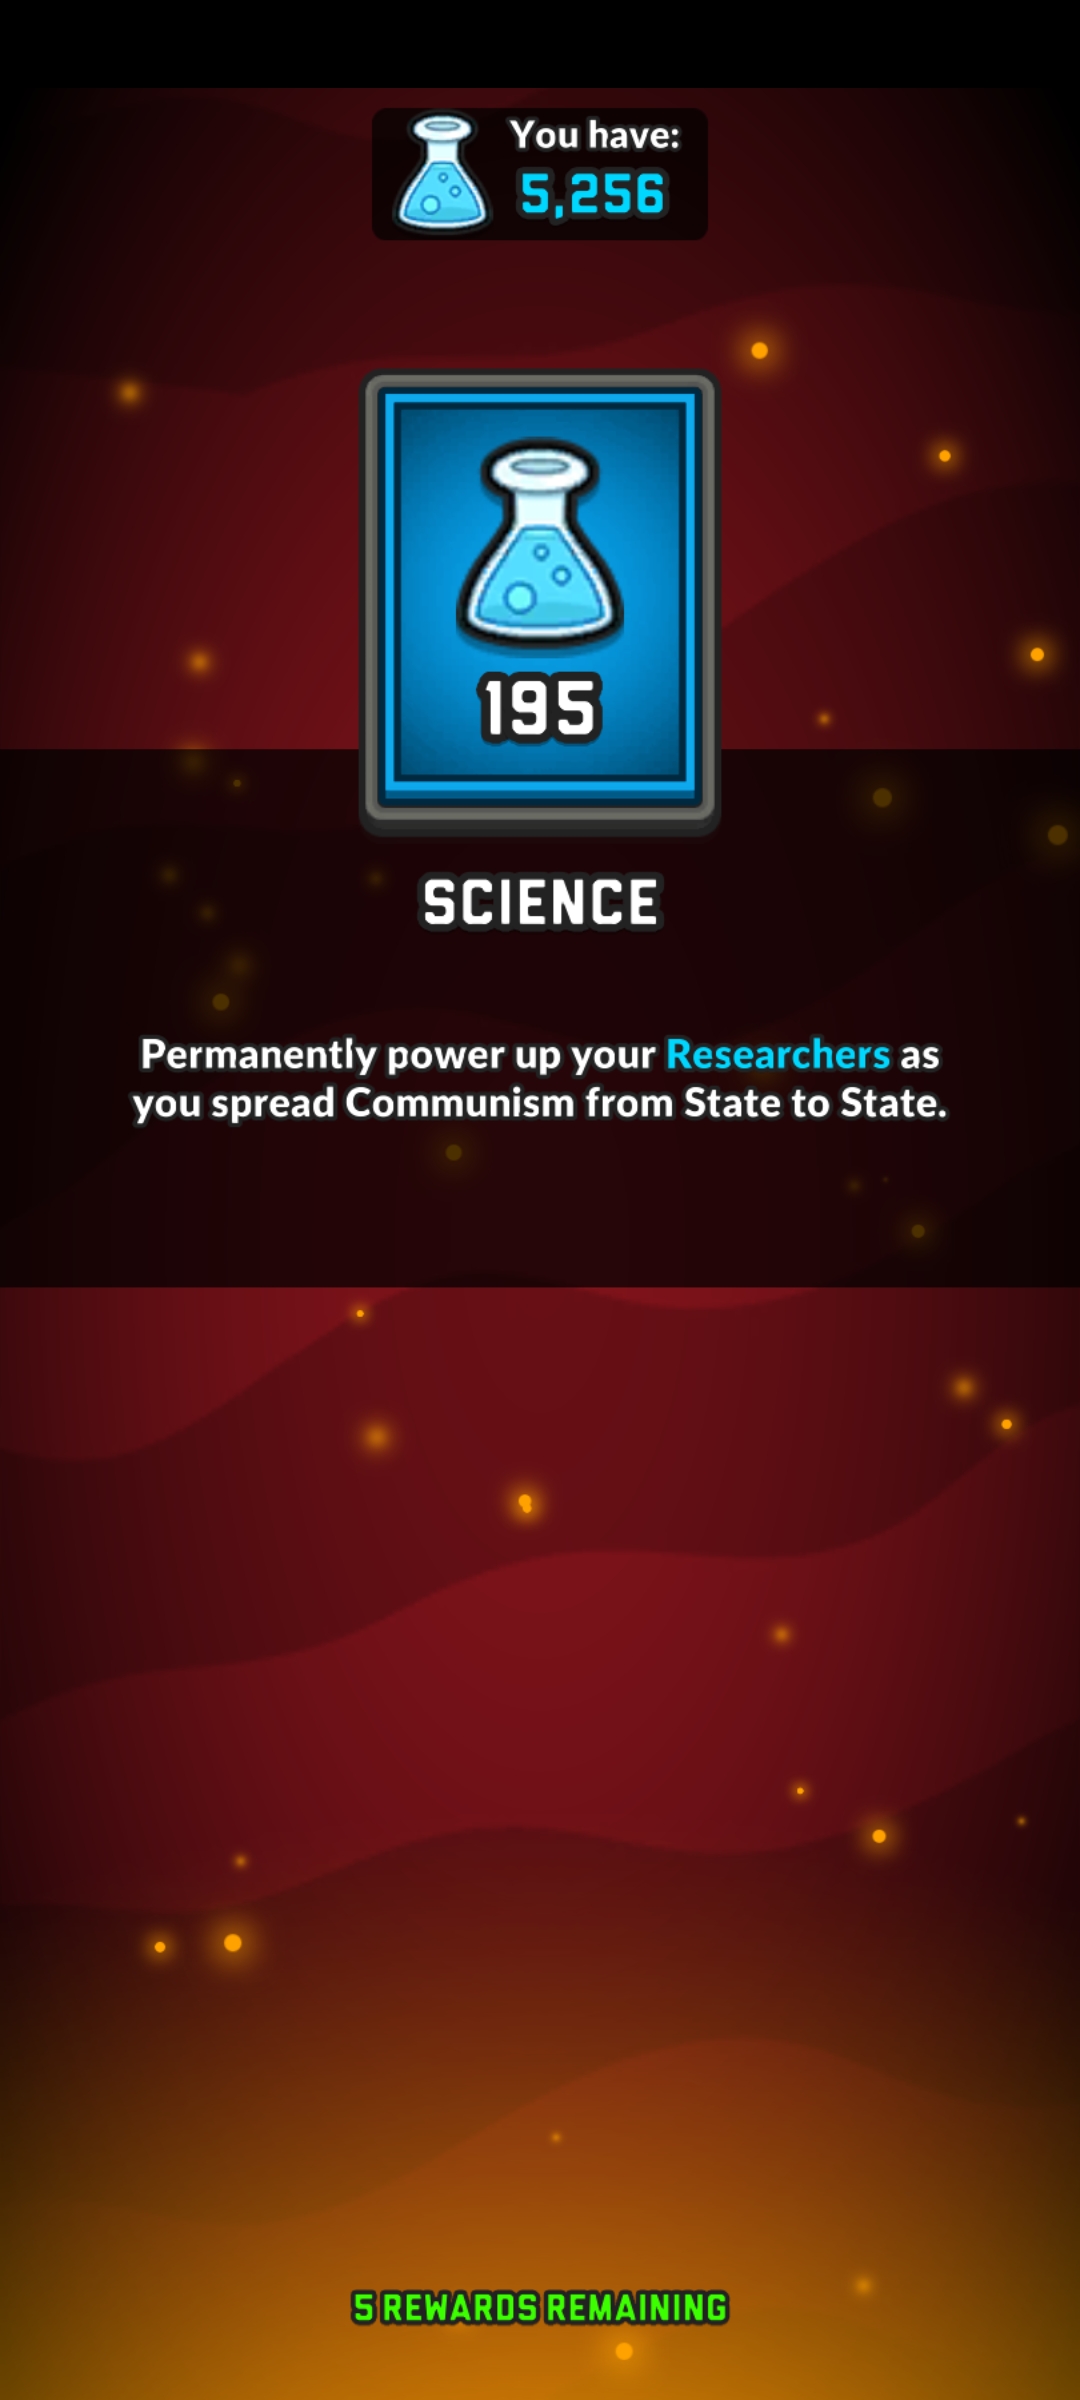 You have:
5,256
195
SCIENCE
Permanently power up your Researchers as
you spread Communism from State to State.
5 REWARDS REMAINING